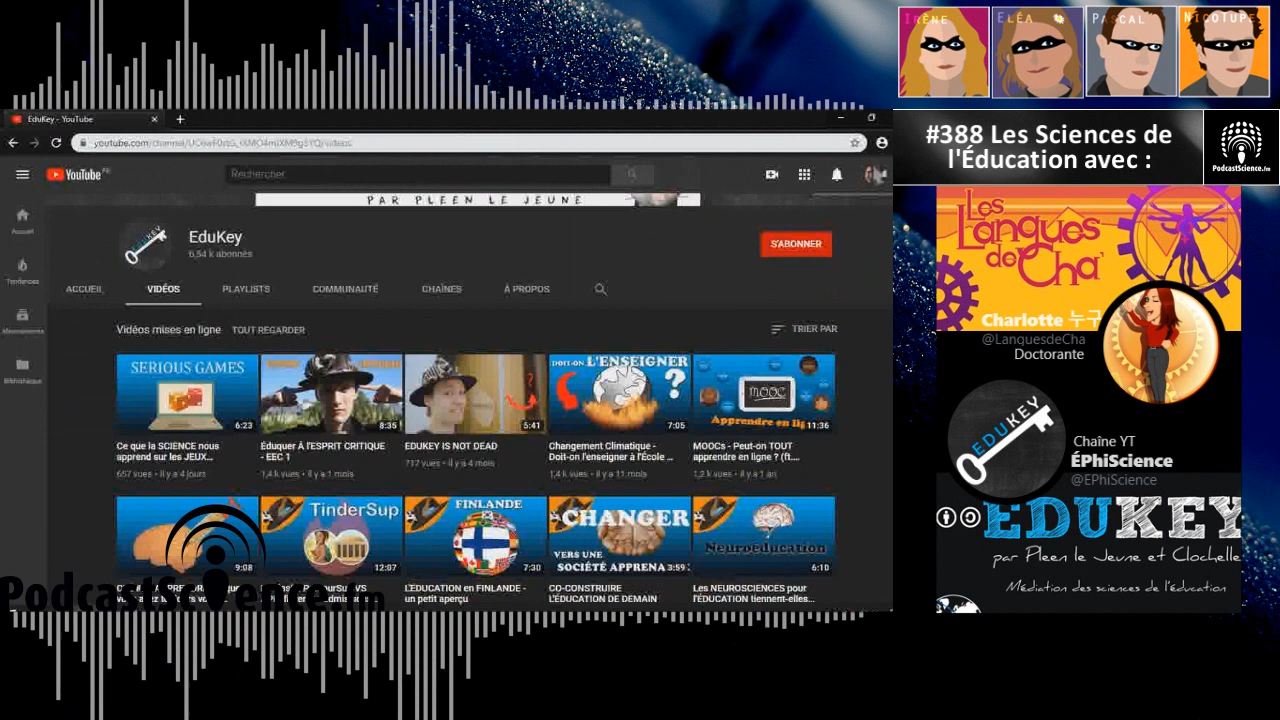 IRÈNE
ELÉA
PASCAL
NICOTUPE
EduKey - YouTube
#388 Les Sciences de
l'Éducation avec :
PodcastScience.fm
YouTube
Rechercher
PAR PLEEN LE JEUNE
EduKey
6,54 k abonnés
S'ABONNER
ACCUEIL
VIDÉOS
PLAYLISTS
COMMUNAUTÉ
CHAÎNES
À PROPOS
Vidéos mises en ligne
TOUT REGARDER
TRIER PAR
SERIOUS GAMES
6:23
8:35
5:41
DOIT-ON L'ENSEIGNER
?
7:05
MOOC
Apprendre en
11:36
Ce que la SCIENCE nous
apprend sur les JEUX...
657 vues • il y a 4 jours
Éduquer À l'ESPRIT CRITIQUE
- EEC 1
1,4 k vues • il y a 1 mois
EDUKEY IS NOT DEAD
717 vues • il y a 4 mois
Changement Climatique -
Doit-on l'enseigner à l'École ...
1,4 k vues • il y a 11 mois
MOOCs - Peut-on TOUT
apprendre en ligne ? (ft....
1,2 k vues • il y a 1 an
9:08
TinderSup
12:07
FINLANDE
7:30
CHANGER
VERS UNE
SOCIÉTÉ APPRENA
3:59
Neuroéducation
6:10
L'ÉDUCATION en FINLANDE -
un petit aperçu
CO-CONSTRUIRE
L'ÉDUCATION DE DEMAIN
Les NEUROSCIENCES pour
l'ÉDUCATION tiennent-elles...
PodcastScience.fm
Les
Langues
de Cha'
Charlotte 누구
@LanguesdeCha
Doctorante
EDUKEY
Chaîne YT
ÉPhiScience
@EPhiScience
EDUKEY
par Pleen le Jeune et Clochelle
Médiation des sciences de l'éducation